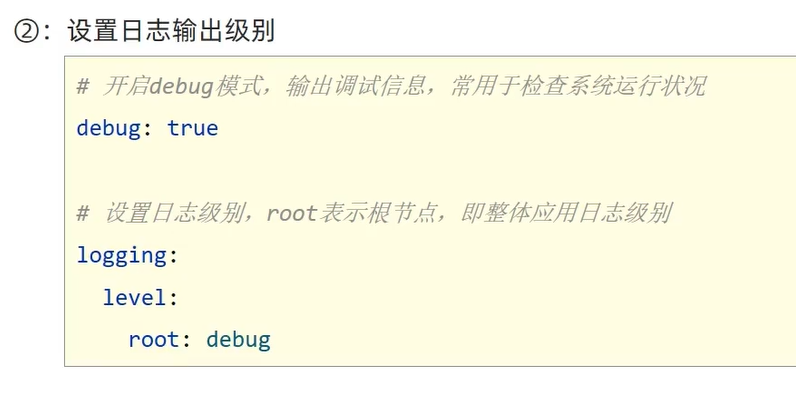 ②：设置日志输出级别
# 开启debug模式，输出调试信息，常用于检查系统运行状况
debug: true
# 设置日志级别，root表示根节点，即整体应用日志级别
logging:
  level:
    root: debug